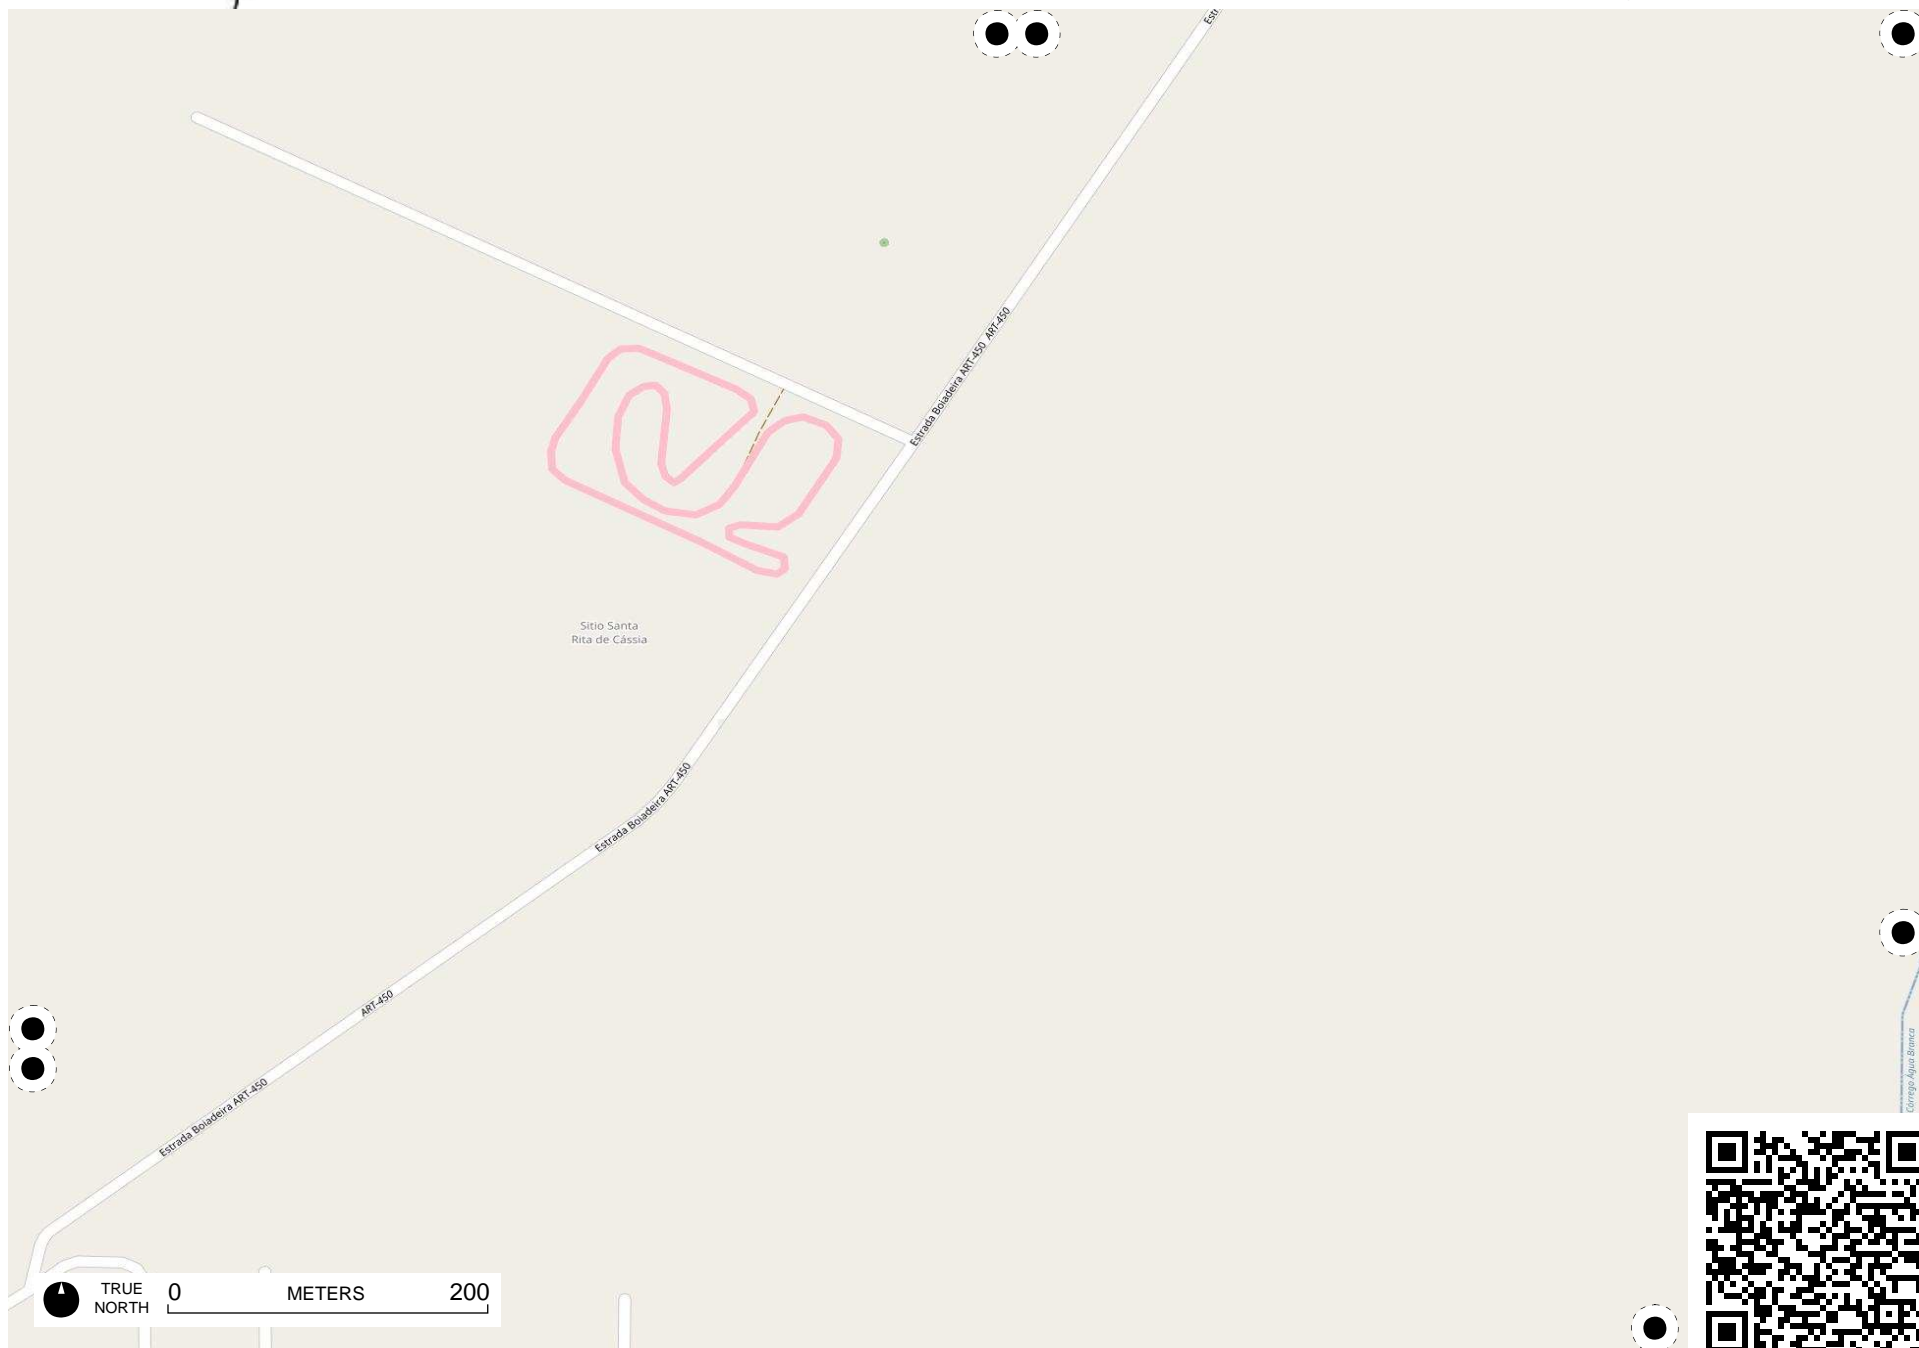 Estr
Estrada Boiadeira ART-450 ART-450
Sitio Santa
Rita de Cássia
Estrada Boiadeira ART-450
ART-450
Córrego Água Branca
Estrada Boiadeira ART-450
TRUE
NORTH
0 METERS 200